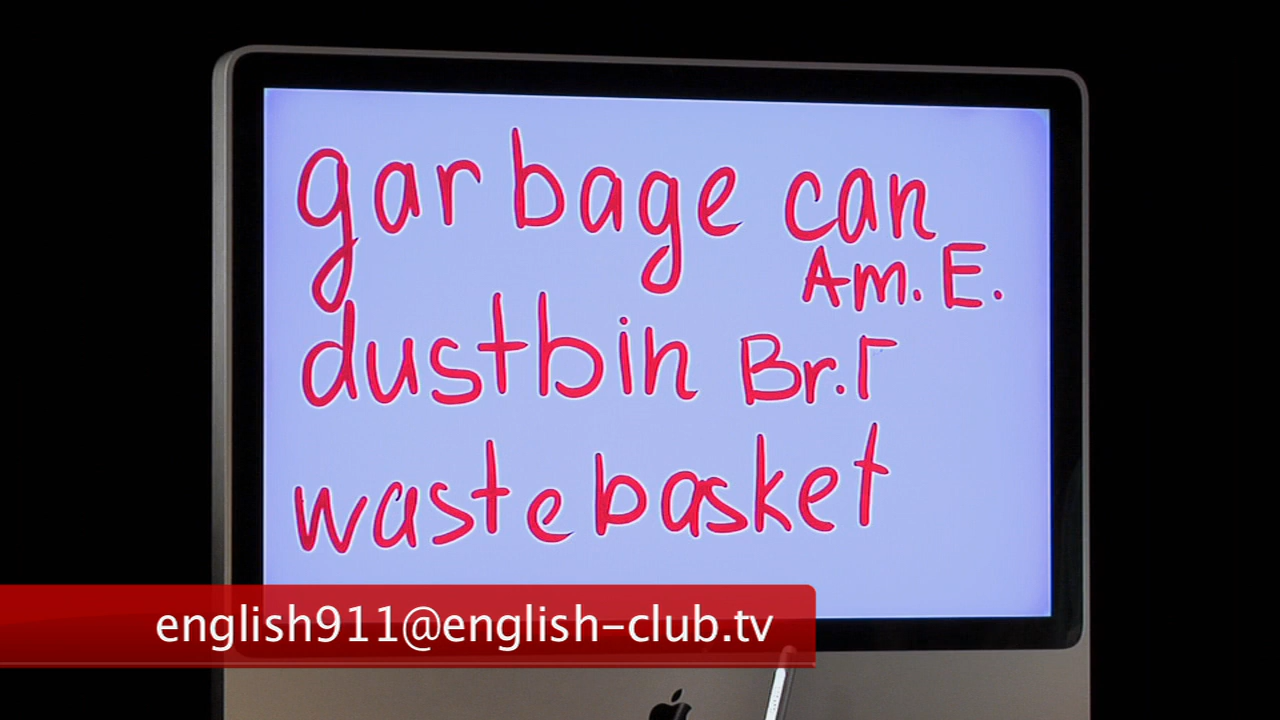 garbage can
Am. E.
dustbin Br.
wastebasket
english911@english-club.tv